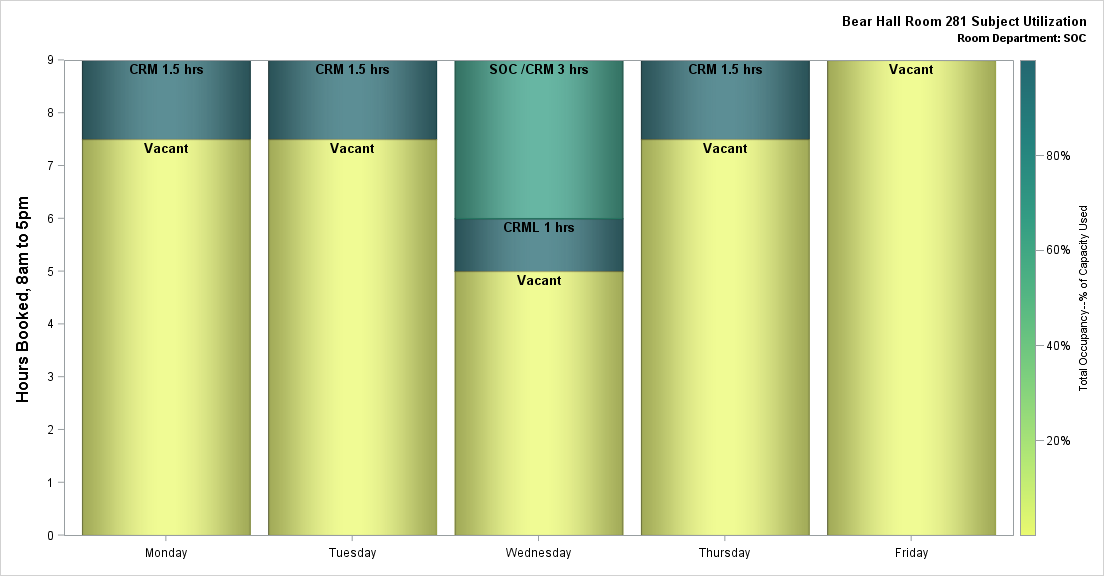 Bear Hall Room 281 Subject Utilization
Room Department: SOC
Hours Booked, 8am to 5pm
9
8
7
6
5
4
3
2
1
0
CRM 1.5 hrs
Vacant
CRM 1.5 hrs
Vacant
SOC /CRM 3 hrs
CRML 1 hrs
Vacant
CRM 1.5 hrs
Vacant
Vacant
Monday
Tuesday
Wednesday
Thursday
Friday
80%
60%
40%
20%
Total Occupancy--% of Capacity Used